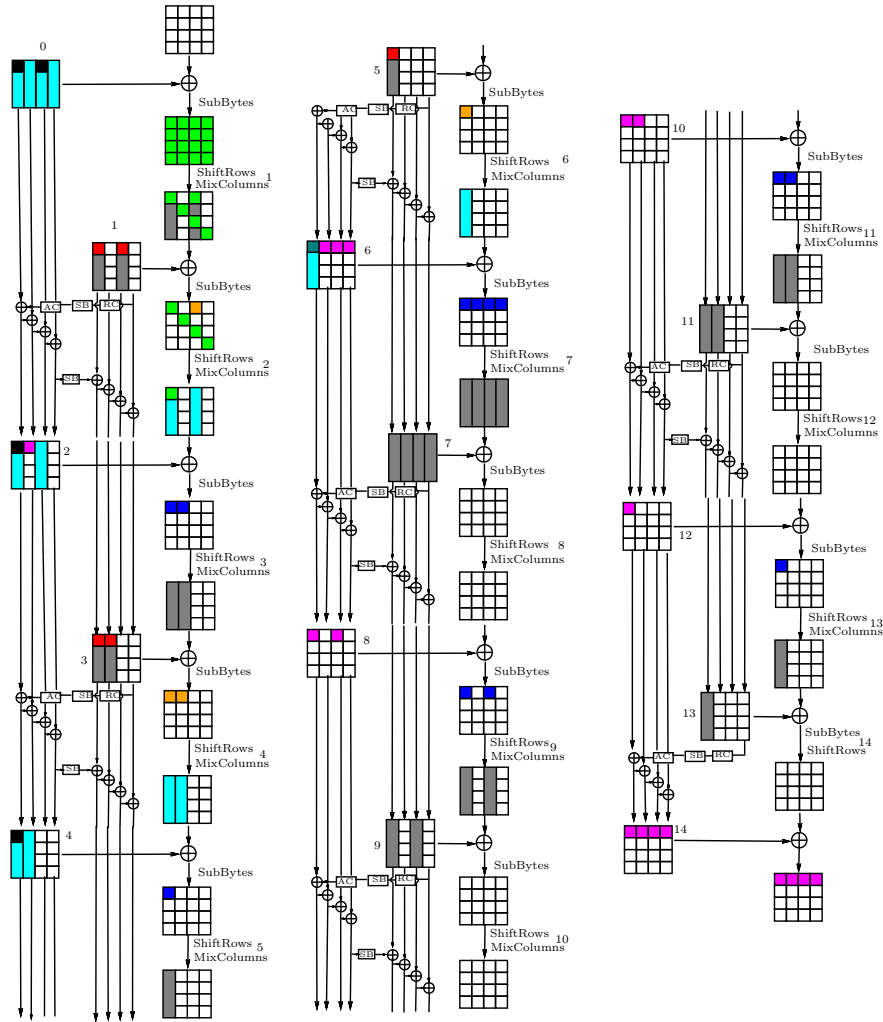 0
SubBytes
ShiftRows
MixColumns
1
1
SubBytes
AC
SB
RC
ShiftRows
MixColumns
2
SB
2
SubBytes
ShiftRows
MixColumns
3
3
SubBytes
AC
SB
RC
ShiftRows
MixColumns
4
SB
4
SubBytes
ShiftRows
MixColumns
5
5
SubBytes
AC
SB
RC
ShiftRows
MixColumns
6
SB
6
SubBytes
ShiftRows
MixColumns
7
7
SubBytes
AC
SB
RC
ShiftRows
MixColumns
8
SB
8
SubBytes
ShiftRows
MixColumns
9
9
SubBytes
AC
SB
RC
ShiftRows
MixColumns
10
SB
10
SubBytes
ShiftRows
MixColumns
11
11
SubBytes
AC
SB
RC
ShiftRows
MixColumns
12
SB
12
SubBytes
ShiftRows
MixColumns
13
13
SubBytes
ShiftRows
14
AC
SB
RC
14